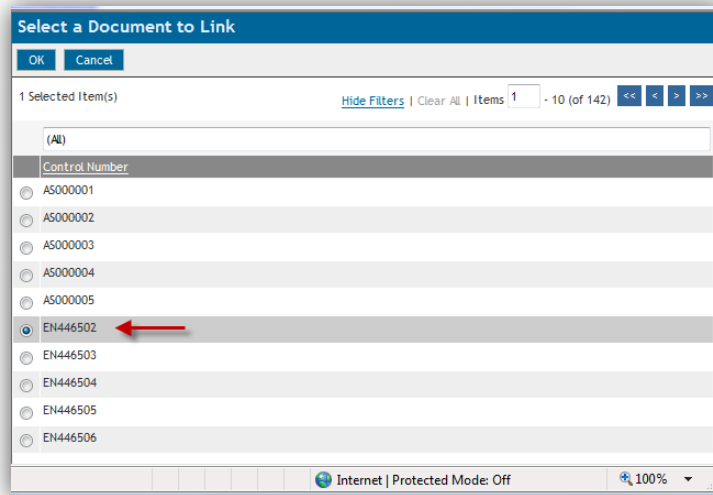 Select a Document to Link
OK Cancel
1 Selected Item(s) Hide Filters | Clear All | Items 1 - 10 (of 142) << < > >>
(All)
Control Number
AS000001
AS000002
AS000003
AS000004
AS000005
EN446502
EN446503
EN446504
EN446505
EN446506
Internet | Protected Mode: Off 100%